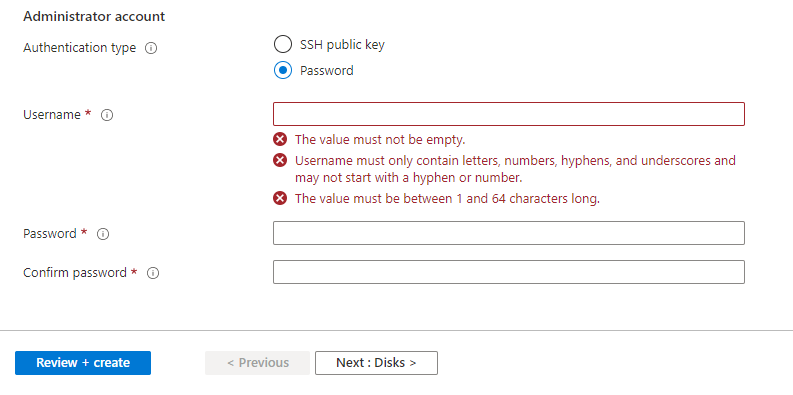 Administrator account
Authentication type
SSH public key
Password
Username *
The value must not be empty.
Username must only contain letters, numbers, hyphens, and underscores and
may not start with a hyphen or number.
The value must be between 1 and 64 characters long.
Password *
Confirm password *
Review + create
< Previous
Next : Disks >